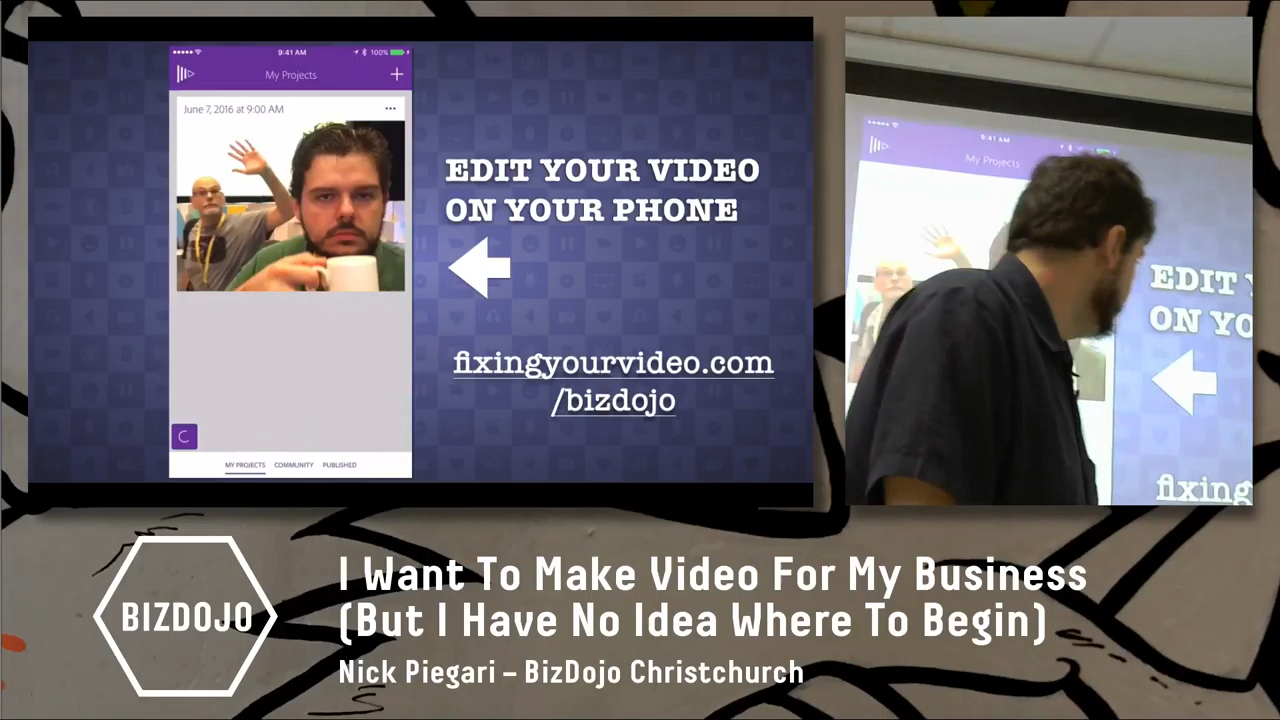 9:41 AM
100%
My Projects
June 7, 2016 at 9:00 AM
EDIT YOUR VIDEO
ON YOUR PHONE
fixingyourvideo.com
/bizdojo
MY PROJECTS COMMUNITY PUBLISHED
9:41 AM
My Projects
EDIT
ON YO
fixing
BIZDOJO
I Want To Make Video For My Business
(But I Have No Idea Where To Begin)
Nick Piegari – BizDojo Christchurch